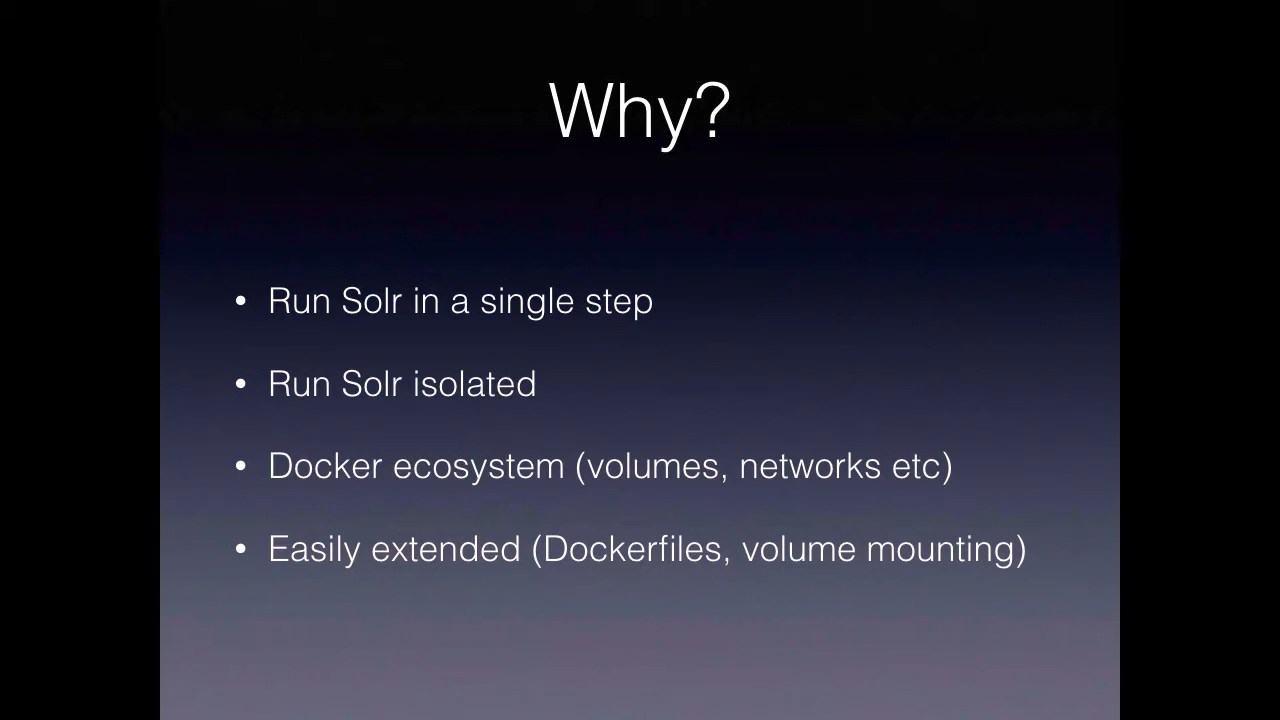 Why?
• Run Solr in a single step
• Run Solr isolated
• Docker ecosystem (volumes, networks etc)
• Easily extended (Dockerfiles, volume mounting)